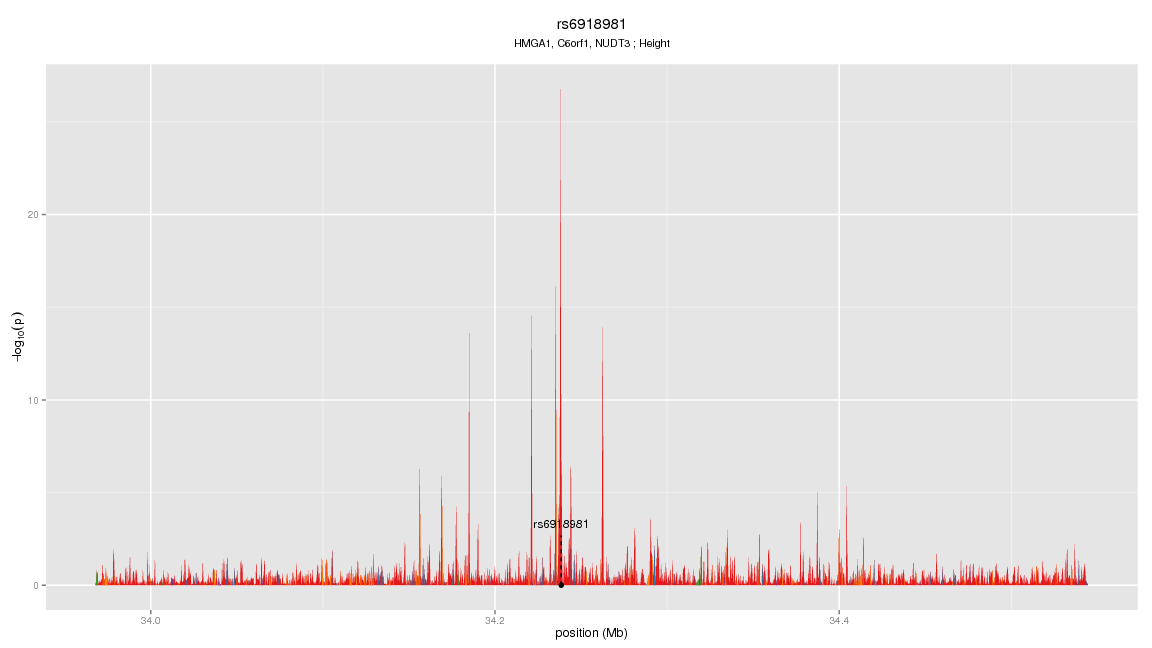 rs6918981
HMGA1, C6orf1, NUDT3 ; Height
−log10(p)
20
10
0
rs6918981
34.0
34.2
34.4
position (Mb)